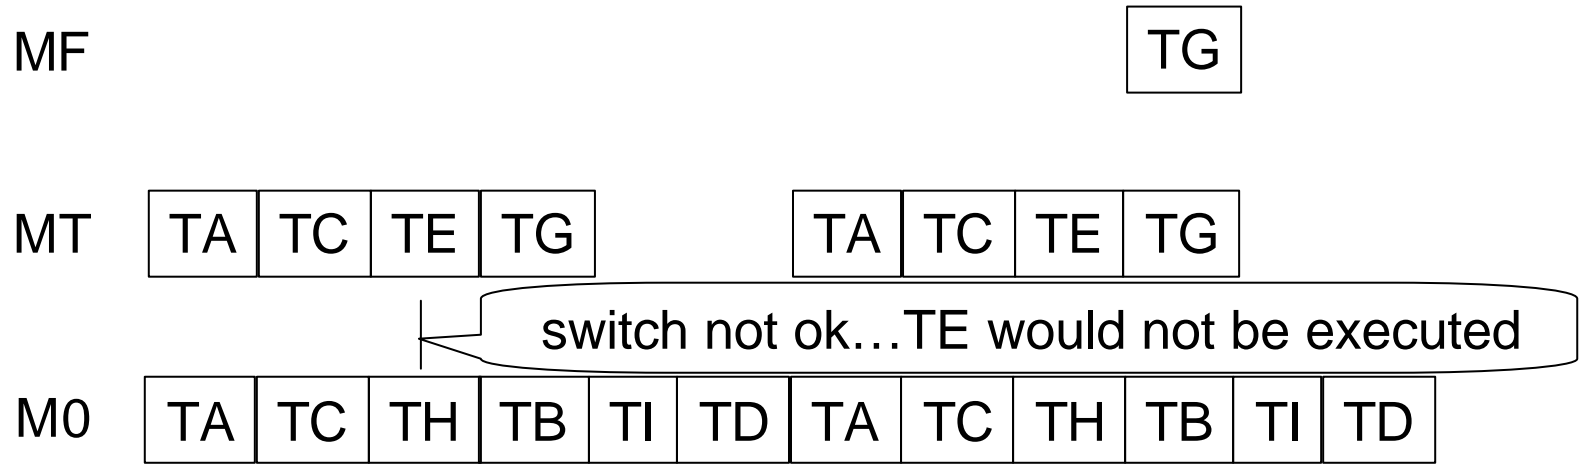 MF TG
MT TA TC TE TG TA TC TE TG
switch not ok…TE would not be executed
M0 TA TC TH TB TI TD TA TC TH TB TI TD